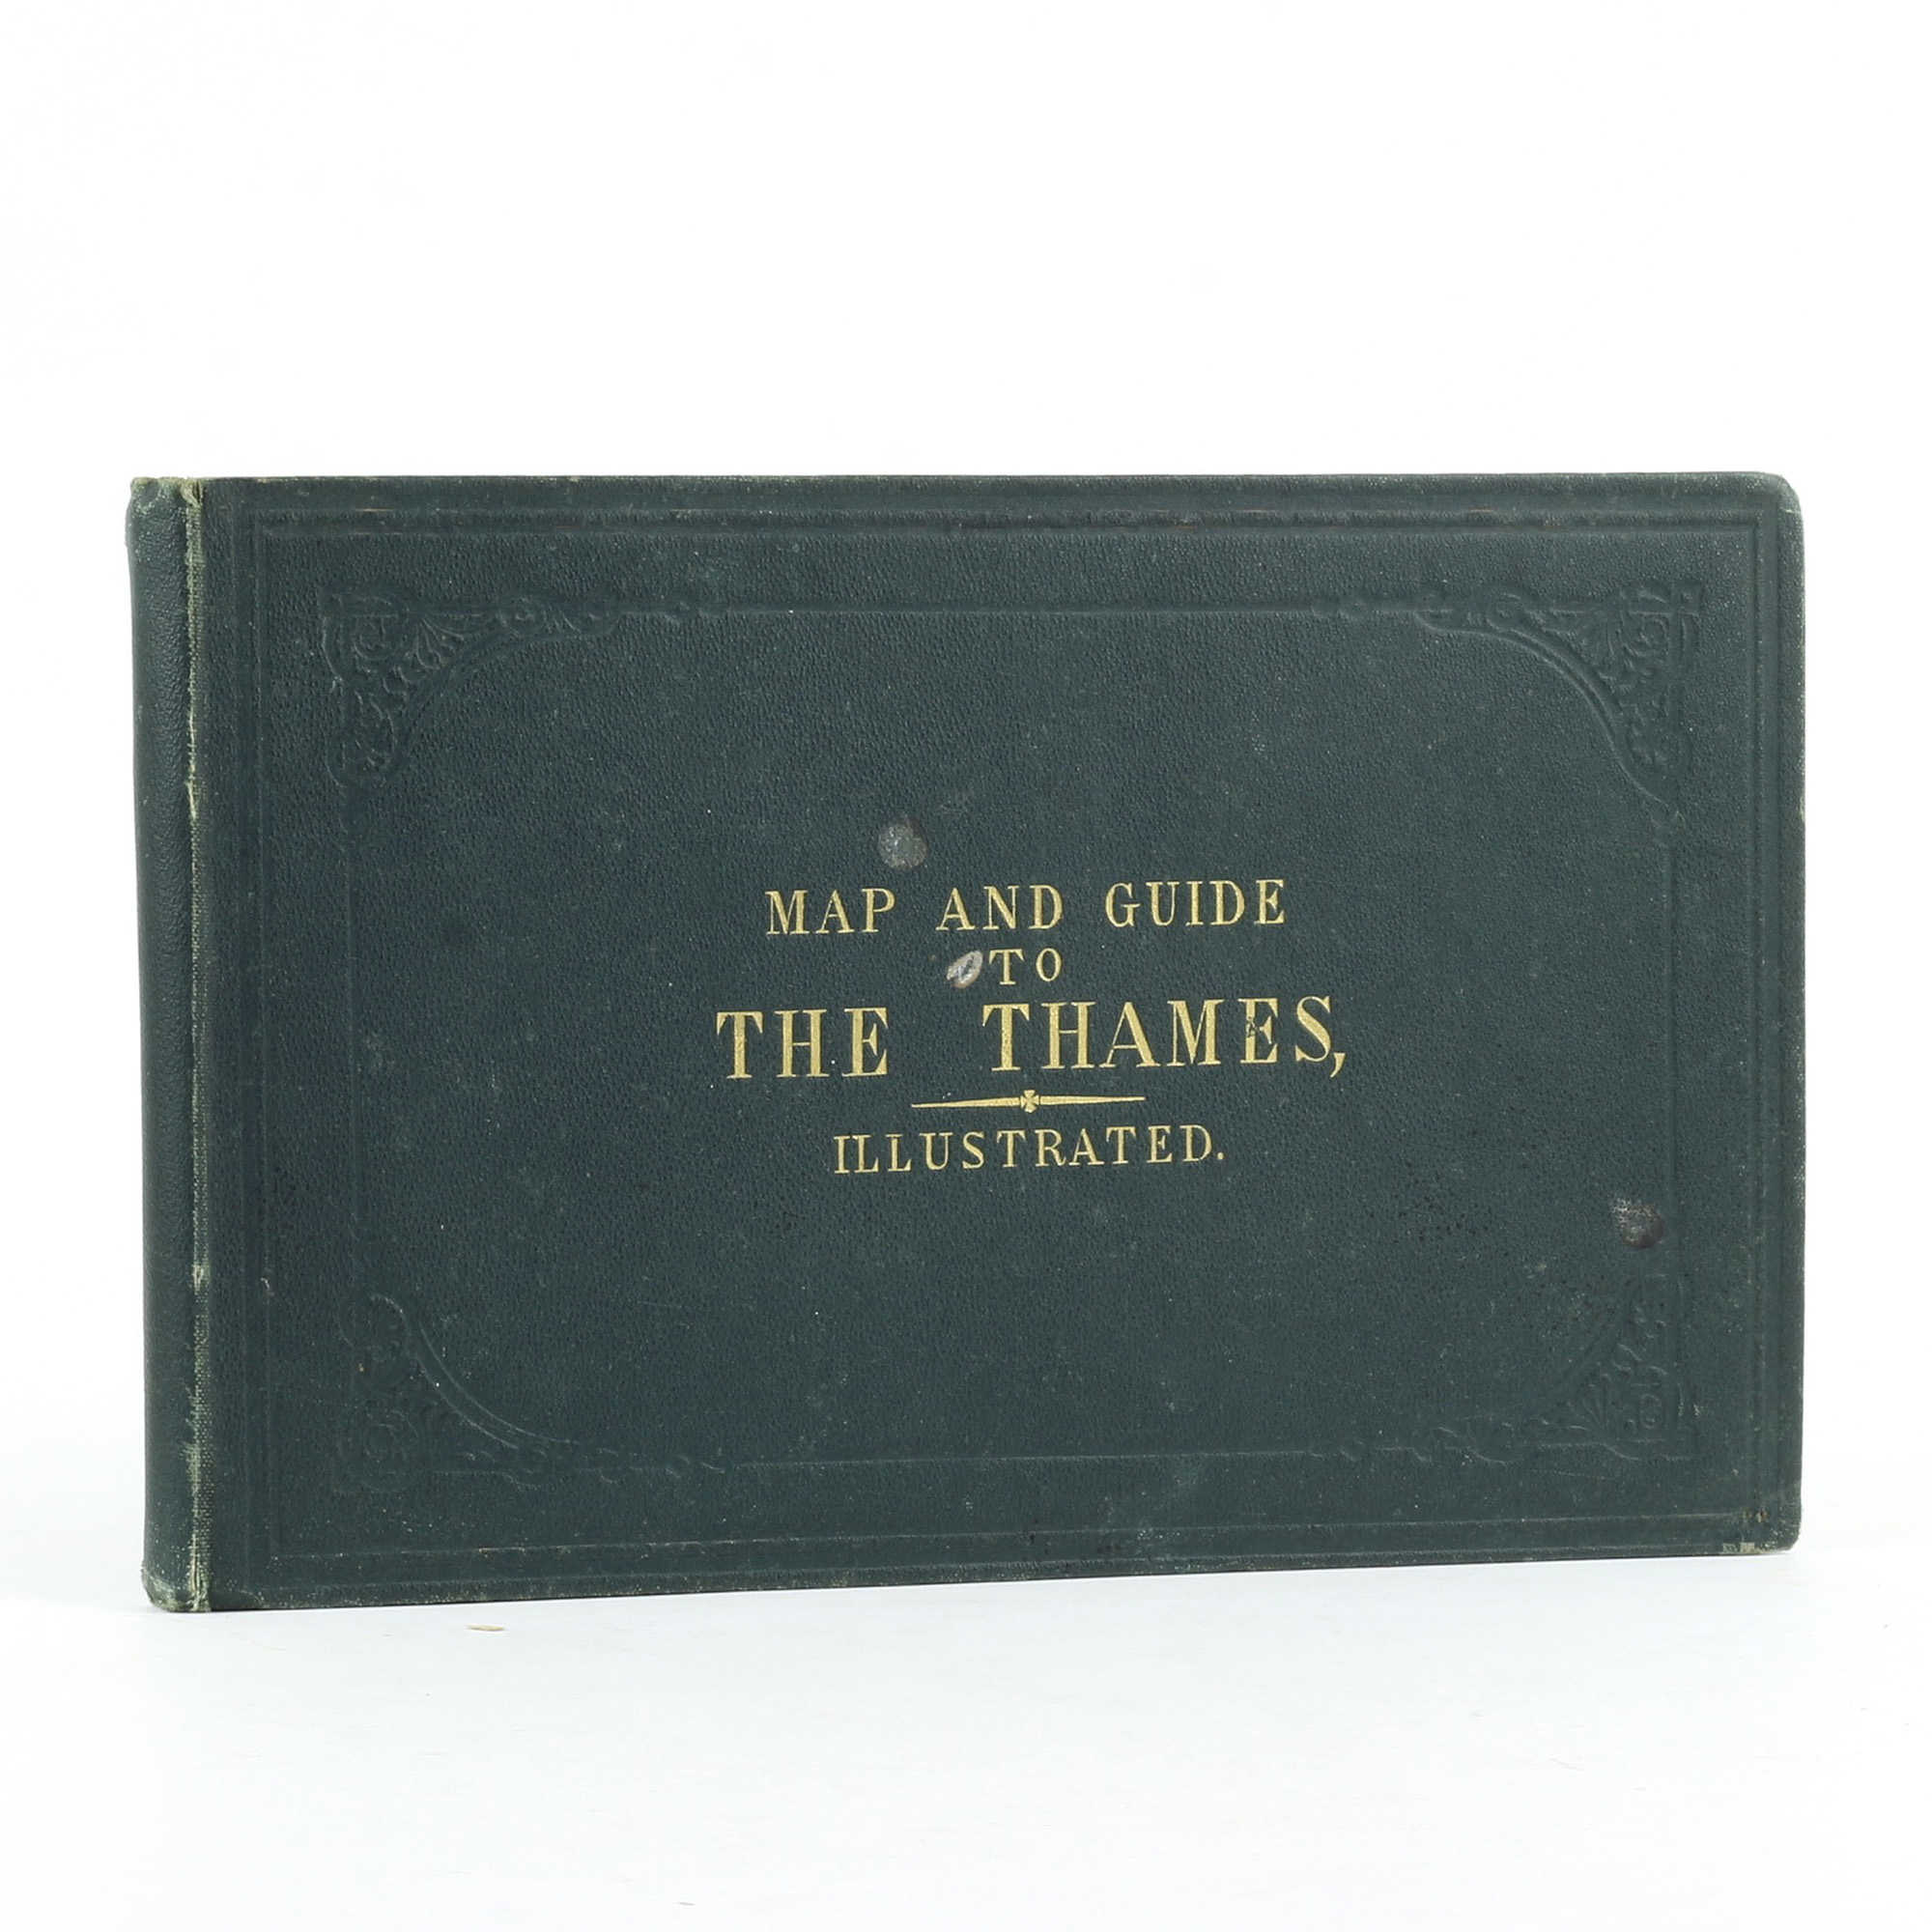 MAP AND GUIDE
TO
THE THAMES,
ILLUSTRATED.